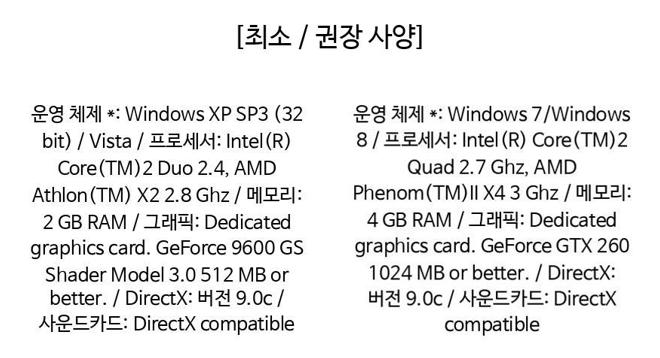 [최소 / 권장 사양]
운영 체제 *: Windows XP SP3 (32
bit) / Vista / 프로세서: Intel(R)
Core(TM)2 Duo 2.4, AMD
Athlon(TM) X2 2.8 Ghz / 메모리:
2 GB RAM / 그래픽: Dedicated
graphics card. GeForce 9600 GS
Shader Model 3.0 512 MB or
better. / DirectX: 버전 9.0c /
사운드카드: DirectX compatible
운영 체제 *: Windows 7/Windows
8 / 프로세서: Intel(R) Core(TM)2
Quad 2.7 Ghz, AMD
Phenom(TM)II X4 3 Ghz / 메모리:
4 GB RAM / 그래픽: Dedicated
graphics card. GeForce GTX 260
1024 MB or better. / DirectX:
버전 9.0c / 사운드카드: DirectX
compatible